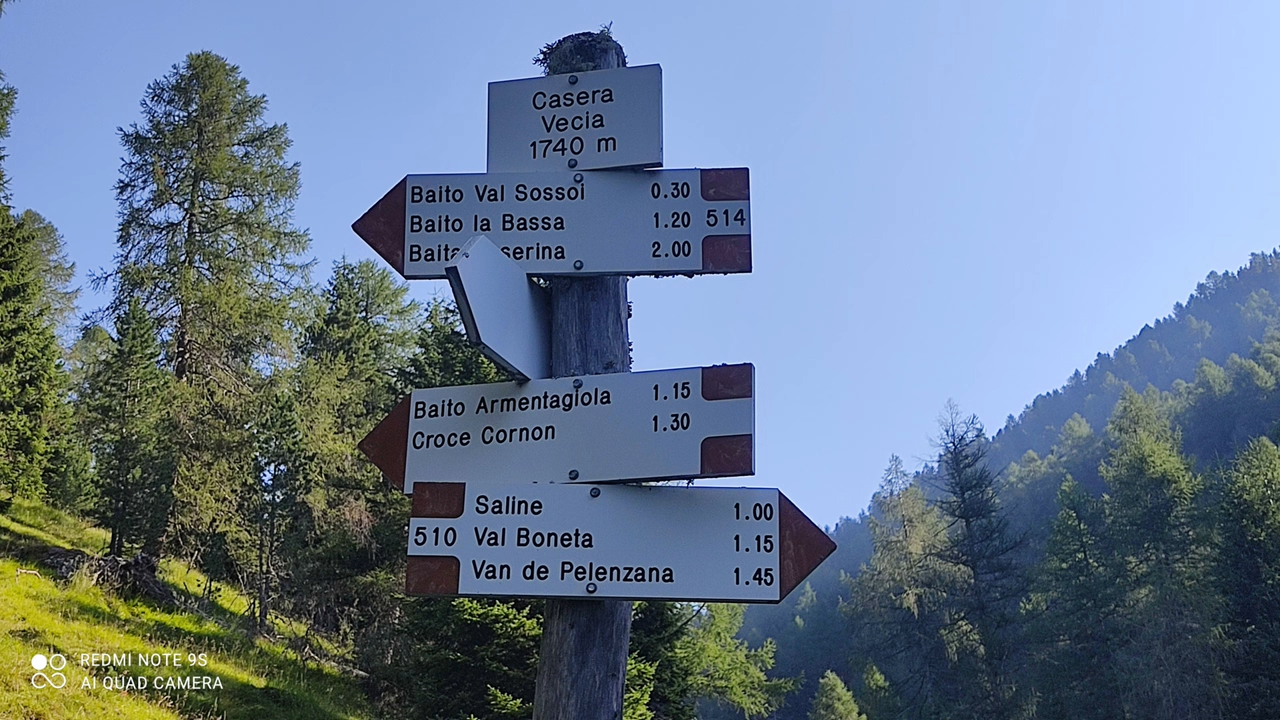 Casera
Vecia
1740 m
Baito Val Sossoi 0.30
Baito la Bassa 1.20 514
2.00
Baito Armentagiola 1.15
Croce Cornon 1.30
Saline 1.00
510 Val Boneta 1.15
Van de Pelenzana 1.45
REDMI NOTE 9S
AI QUAD CAMERA